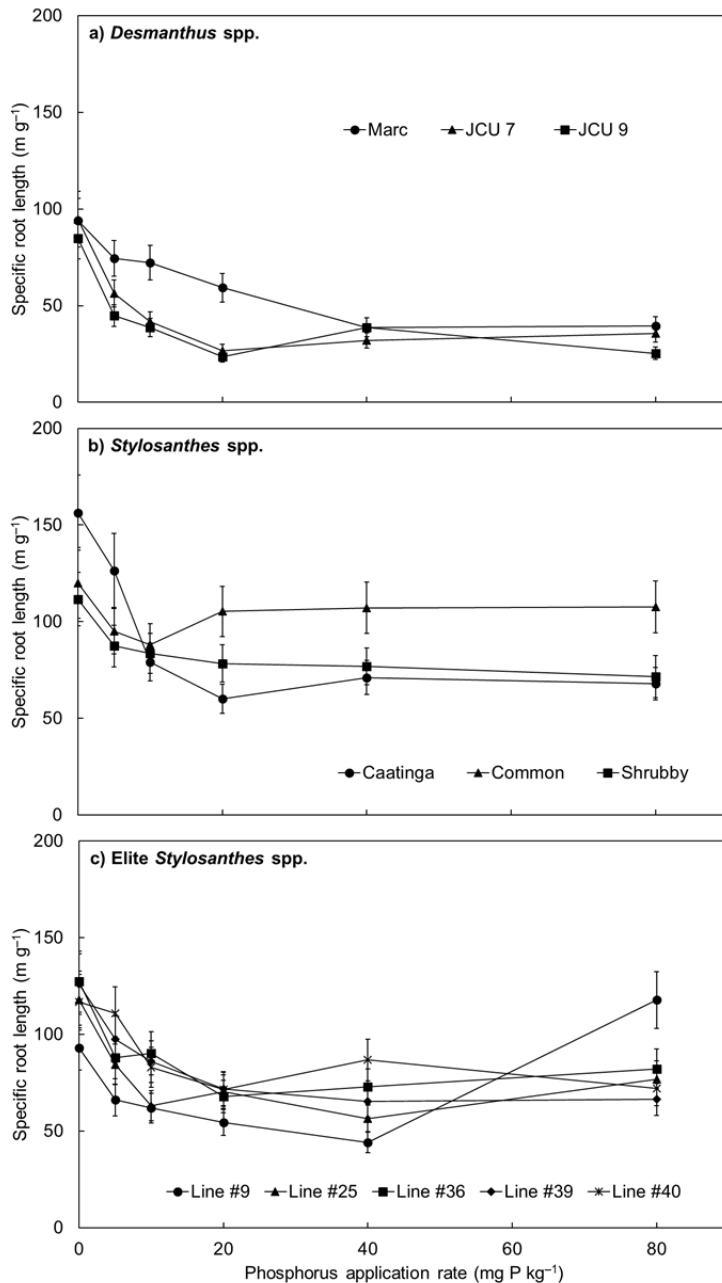 200
a) Desmanthus spp.
Marc JCU 7 JCU 9
150
100
50
0
Specific root length (m g⁻¹)
200
b) Stylosanthes spp.
150
100
50
Caatinga Common Shrubby
0
Specific root length (m g⁻¹)
200
c) Elite Stylosanthes spp.
150
100
50
Line #9 Line #25 Line #36 Line #39 Line #40
0
Specific root length (m g⁻¹)
0 20 40 60 80
Phosphorus application rate (mg P kg⁻¹)